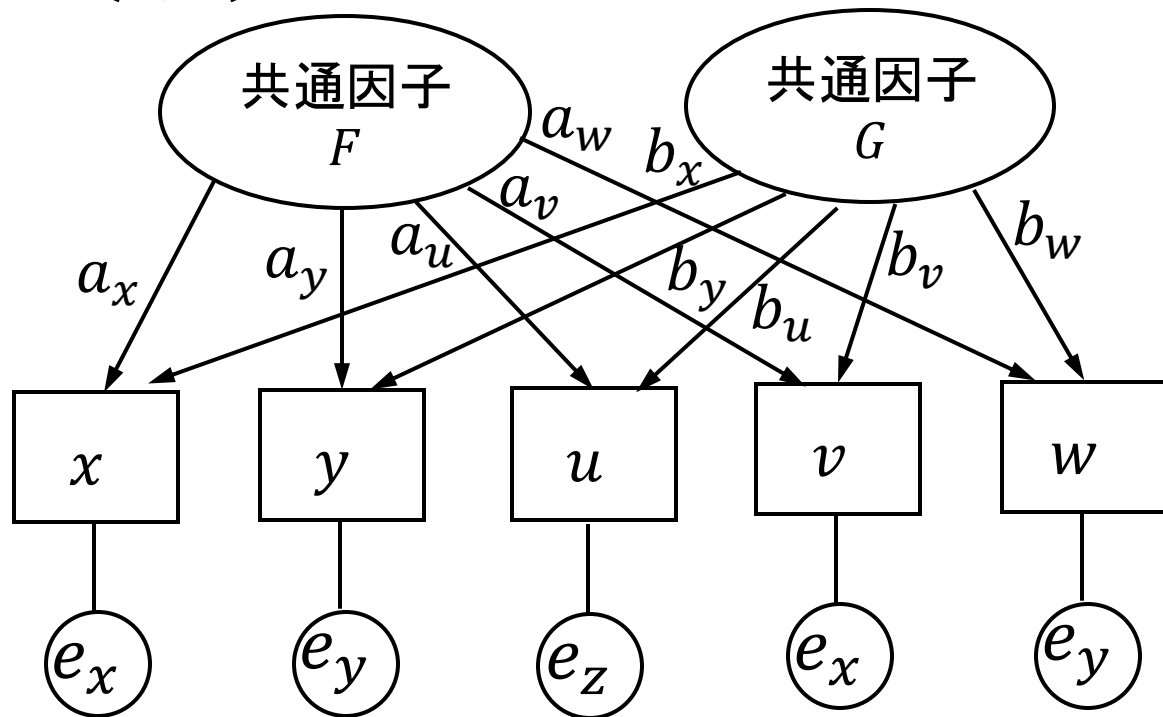 共通因子
F
共通因子
G
a_w
b_x
a_v
a_u
b_w
a_y
b_y
b_v
a_x
b_u
x
y
u
v
w
e_x
e_y
e_z
e_x
e_y